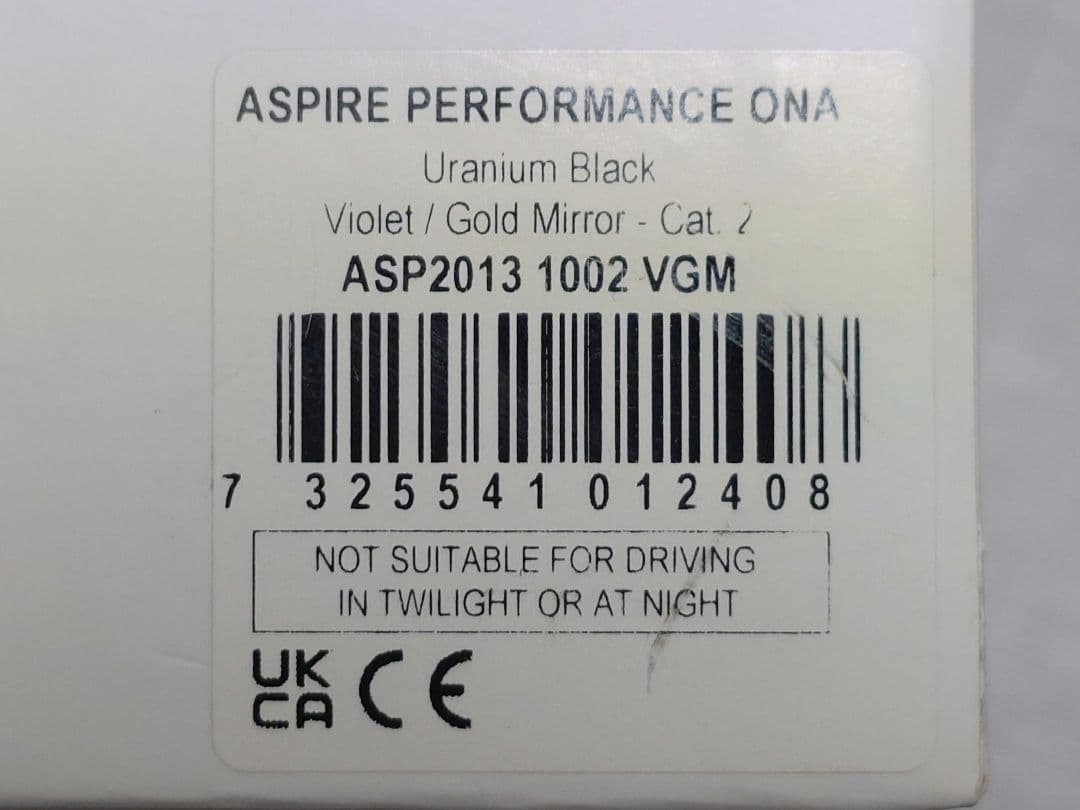 ASPIRE PERFORMANCE ONA
Uranium Black
Violet / Gold Mirror - Cat. 2
ASP2013 1002 VGM
7 325541 012408
NOT SUITABLE FOR DRIVING
IN TWILIGHT OR AT NIGHT
UK
CA CE